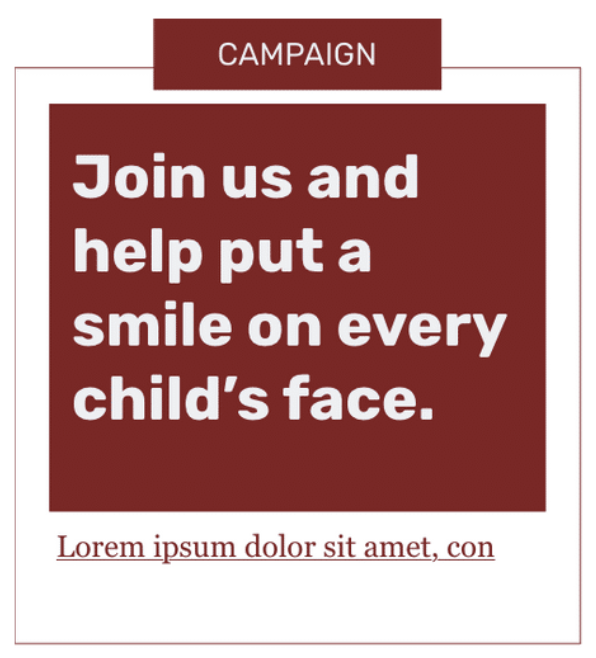 CAMPAIGN
Join us and
help put a
smile on every
child’s face.
Lorem ipsum dolor sit amet, con